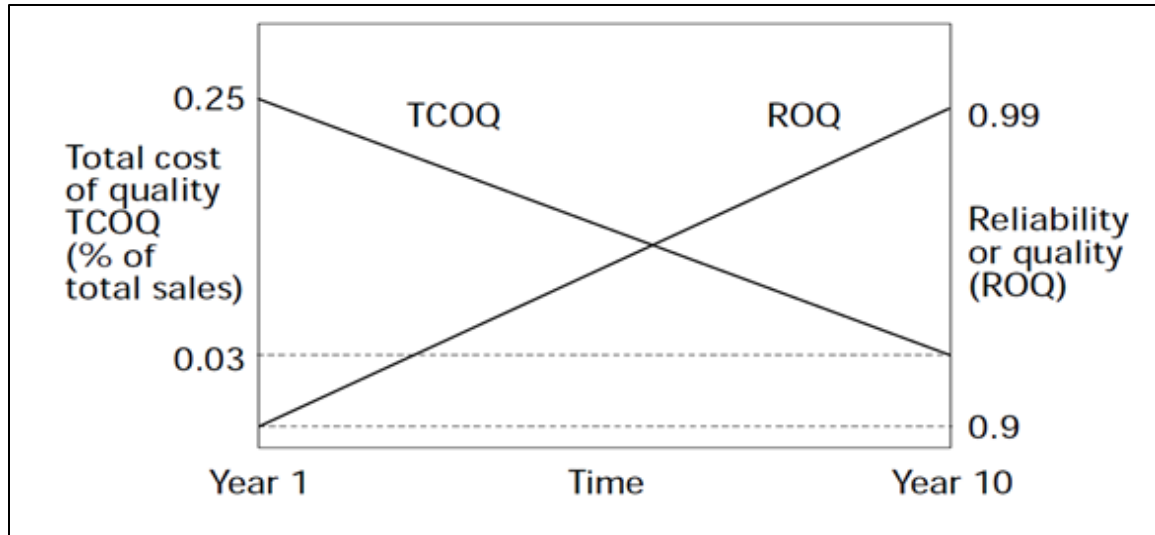 0.25
TCOQ
ROQ
0.99
Total cost
of quality
TCOQ
(% of
total sales)
Reliability
or quality
(ROQ)
0.03
0.9
Year 1
Time
Year 10